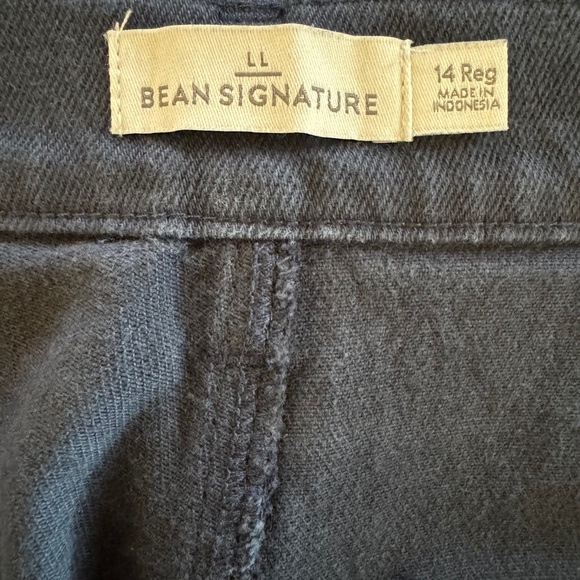 LL
BEAN SIGNATURE
14 Reg
MADE IN
INDONESIA